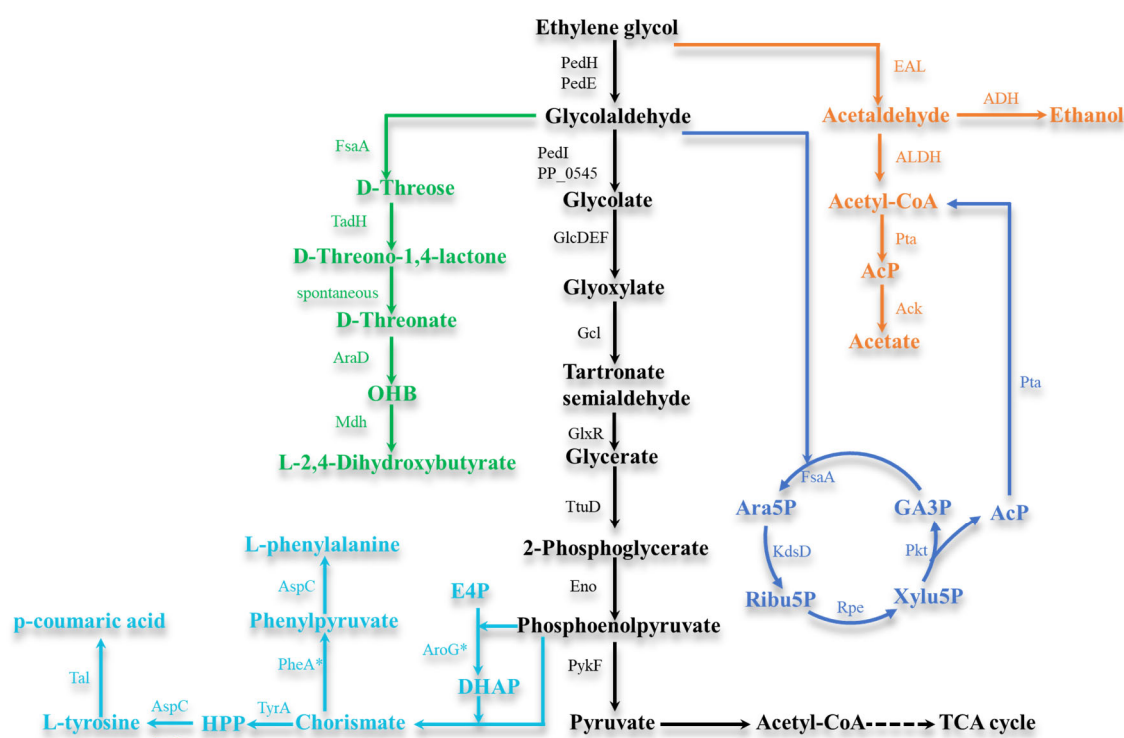 Ethylene glycol
PedH
PedE
EAL
Glycolaldehyde
Acetaldehyde
ADH
Ethanol
FsaA
PedI
PP_0545
ALDH
D-Threose
Glycolate
Acetyl-CoA
TadH
GlcDEF
Pta
D-Threono-1,4-lactone
AcP
spontaneous
Glyoxylate
Ack
D-Threonate
Gcl
Acetate
AraD
Tartronate
semialdehyde
Pta
OHB
Mdh
GlxR
L-2,4-Dihydroxybutyrate
Glycerate
FsaA
TtuD
Ara5P
GA3P
AcP
L-phenylalanine
2-Phosphoglycerate
KdsD
Pkt
AspC
E4P
Eno
Ribu5P
Rpe
Xylu5P
p-coumaric acid
Phenylpyruvate
Phosphoenolpyruvate
AroG*
Tal
PheA*
PykF
DHAP
L-tyrosine
AspC
HPP
TyrA
Chorismate
Pyruvate
Acetyl-CoA
TCA cycle